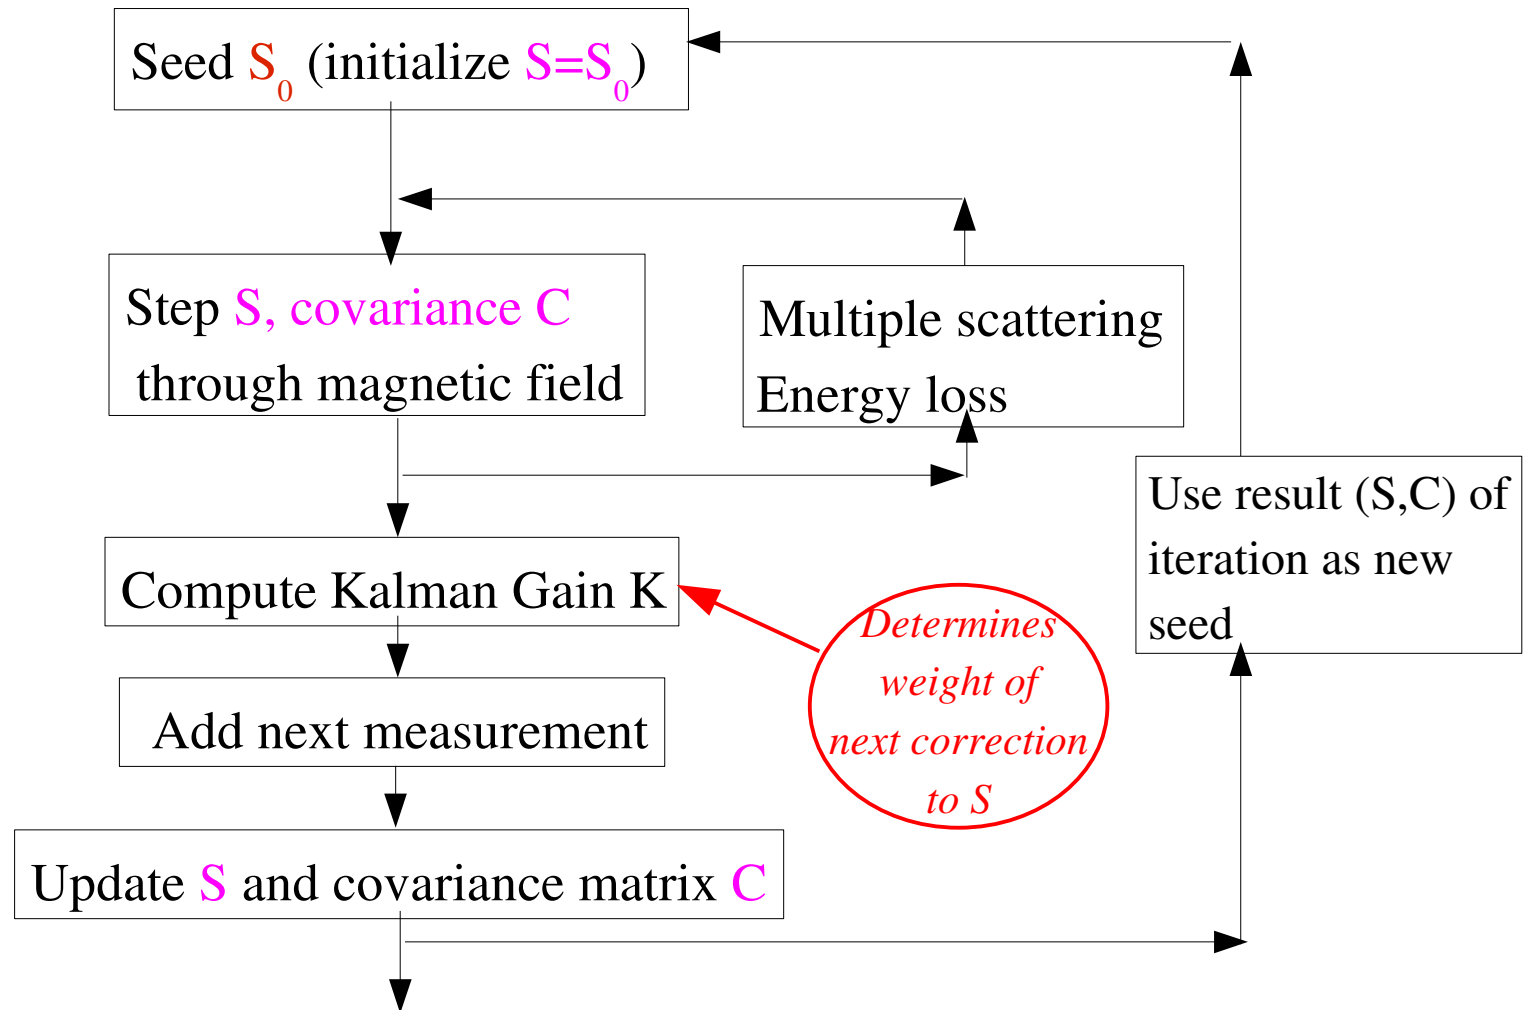 Seed S0 (initialize S=S0)
Step S, covariance C
through magnetic field
Multiple scattering
Energy loss
Use result (S,C) of
iteration as new
seed
Compute Kalman Gain K
Determines
weight of
next correction
to S
Add next measurement
Update S and covariance matrix C